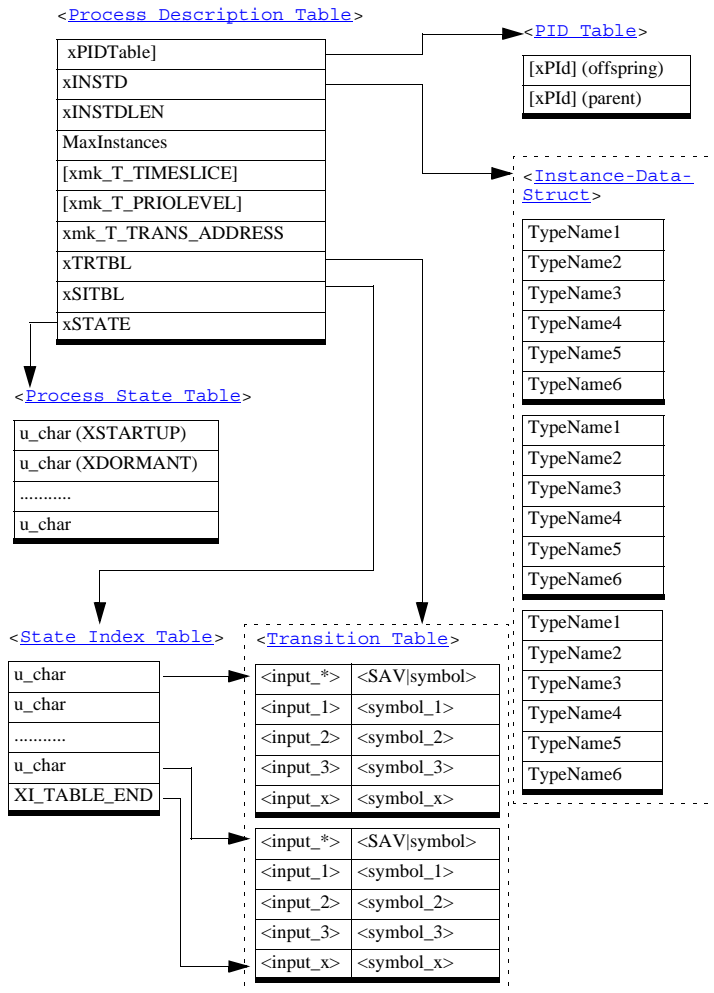 <Process Description Table>
xPIDTable]
xINSTD
xINSTDLEN
MaxInstances
[xmk_T_TIMESLICE]
[xmk_T_PRIOLEVEL]
xmk_T_TRANS_ADDRESS
xTRTBL
xSITBL
xSTATE
<PID Table>
[xPId] (offspring)
[xPId] (parent)
<Instance-Data-
Struct>
TypeName1
TypeName2
TypeName3
TypeName4
TypeName5
TypeName6
TypeName1
TypeName2
TypeName3
TypeName4
TypeName5
TypeName6
TypeName1
TypeName2
TypeName3
TypeName4
TypeName5
TypeName6
<Process State Table>
u_char (XSTARTUP)
u_char (XDORMANT)
...........
u_char
<State Index Table>
u_char
u_char
...........
u_char
XI_TABLE_END
<Transition Table>
<input_*> <SAV|symbol>
<input_1> <symbol_1>
<input_2> <symbol_2>
<input_3> <symbol_3>
<input_x> <symbol_x>
<input_*> <SAV|symbol>
<input_1> <symbol_1>
<input_2> <symbol_2>
<input_3> <symbol_3>
<input_x> <symbol_x>